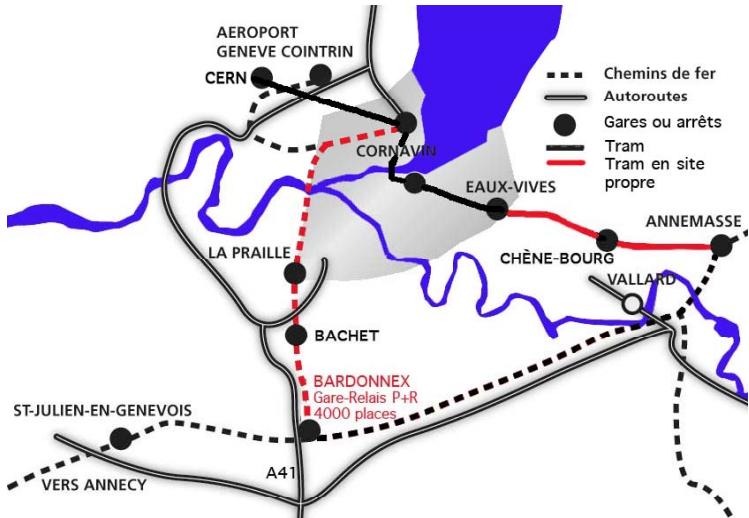 AEROPORT
GENEVE COINTRIN
CERN
CORNAVIN
Chemins de fer
Autoroutes
Gares ou arrêts
Tram
Tram en site
propre
EAUX-VIVES
ANNEMASSE
CHÈNE-BOURG
LA PRAILLE
VALLARD
BACHET
BARDONNEX
Gare-Relais P+R
4000 places
ST-JULIEN-EN-GENEVOIS
A41
VERS ANNECY